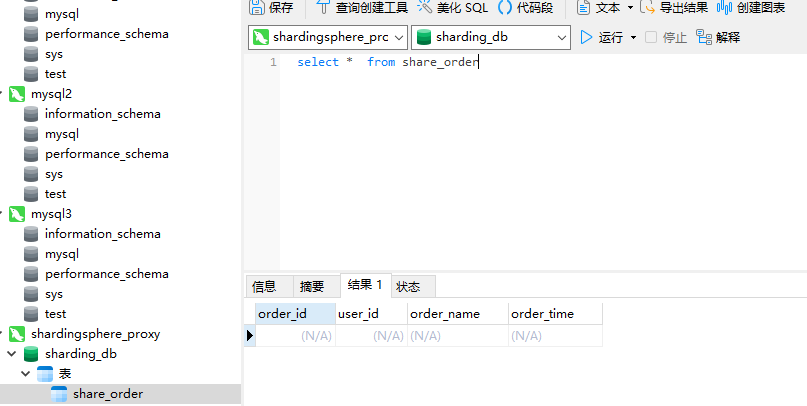 mysql
performance_schema
sys
test
mysql2
information_schema
mysql
performance_schema
sys
test
mysql3
information_schema
mysql
performance_schema
sys
test
shardingsphere_proxy
sharding_db
表
share_order
保存 查询创建工具 美化 SQL 代码段 文本 导出结果 创建图表
shardingsphere_prc sharding_db 运行 停止 解释
1 select * from share_order
信息 摘要 结果 1 状态
order_id user_id order_name order_time
(N/A) (N/A) (N/A) (N/A)